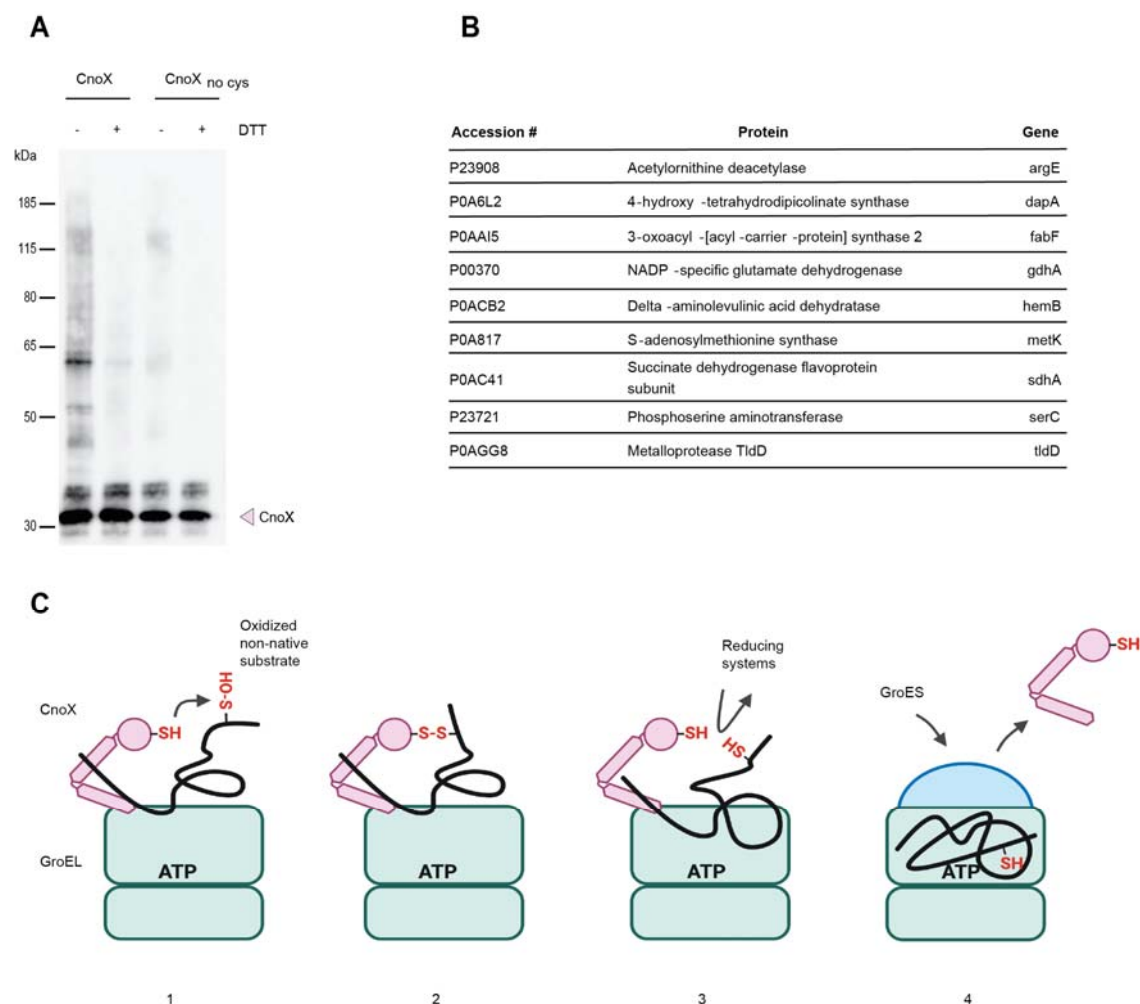 A
CnoX
CnoX no cys
- + - + DTT
kDa
185
115
80
65
50
30
CnoX
B
Accession # Protein Gene
P23908 Acetylornithine deacetylase argE
P0A6L2 4-hydroxy -tetrahydrodipicolinate synthase dapA
P0AAI5 3-oxoacyl -[acyl -carrier -protein] synthase 2 fabF
P00370 NADP -specific glutamate dehydrogenase gdhA
P0ACB2 Delta -aminolevulinic acid dehydratase hemB
P0A817 S-adenosylmethionine synthase metK
Succinate dehydrogenase flavoprotein
P0AC41 sdhA
subunit
P23721 Phosphoserine aminotransferase serC
P0AGG8 Metalloprotease TldD tldD
C
Oxidized
non-native
substrate
CnoX
SH
S-OH
GroEL
ATP
1
S-S
ATP
2
Reducing
systems
SH
HS
ATP
3
GroES
SH
ATP
SH
4